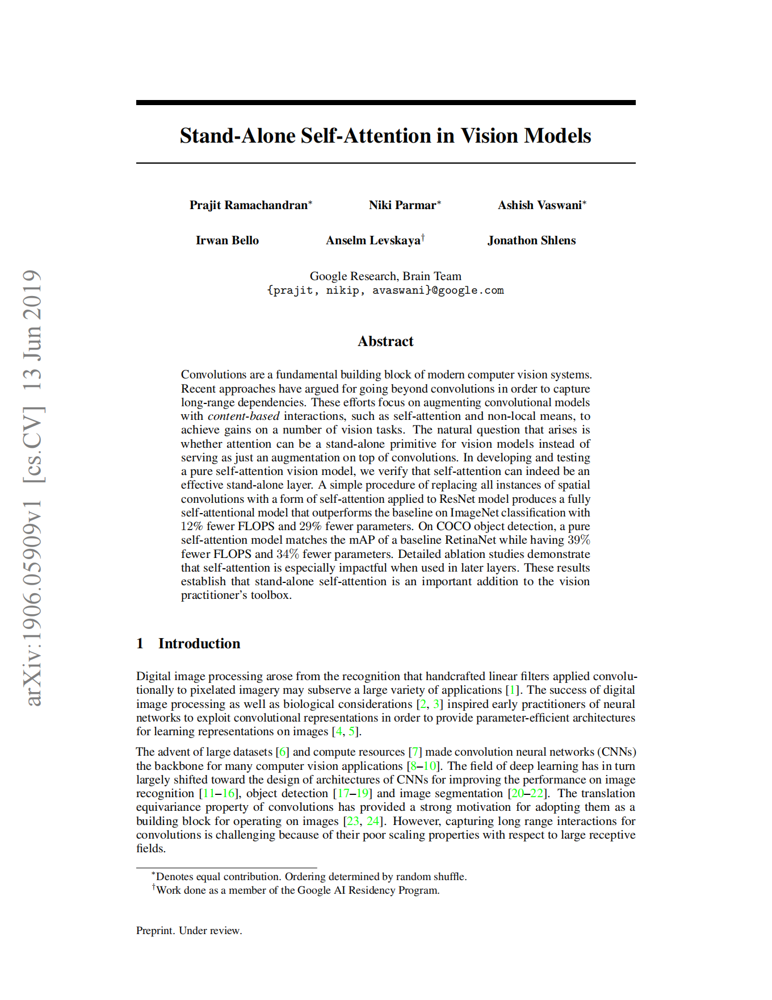 Stand-Alone Self-Attention in Vision Models
Prajit Ramachandran* Niki Parmar* Ashish Vaswani*
Irwan Bello Anselm Levskaya† Jonathon Shlens
Google Research, Brain Team
{prajit, nikip, avaswani}@google.com
Abstract
Convolutions are a fundamental building block of modern computer vision systems.
Recent approaches have argued for going beyond convolutions in order to capture
long-range dependencies. These efforts focus on augmenting convolutional models
with content-based interactions, such as self-attention and non-local means, to
achieve gains on a number of vision tasks. The natural question that arises is
whether attention can be a stand-alone primitive for vision models instead of
serving as just an augmentation on top of convolutions. In developing and testing
a pure self-attention vision model, we verify that self-attention can indeed be an
effective stand-alone layer. A simple procedure of replacing all instances of spatial
convolutions with a form of self-attention applied to ResNet model produces a fully
self-attentional model that outperforms the baseline on ImageNet classification with
12% fewer FLOPS and 29% fewer parameters. On COCO object detection, a pure
self-attention model matches the mAP of a baseline RetinaNet while having 39%
fewer FLOPS and 34% fewer parameters. Detailed ablation studies demonstrate
that self-attention is especially impactful when used in later layers. These results
establish that stand-alone self-attention is an important addition to the vision
practitioner's toolbox.
1 Introduction
Digital image processing arose from the recognition that handcrafted linear filters applied convolu-
tionally to pixelated imagery may subserve a large variety of applications [1]. The success of digital
image processing as well as biological considerations [2, 3] inspired early practitioners of neural
networks to exploit convolutional representations in order to provide parameter-efficient architectures
for learning representations on images [4, 5].
The advent of large datasets [6] and compute resources [7] made convolution neural networks (CNNs)
the backbone for many computer vision applications [8–10]. The field of deep learning has in turn
largely shifted toward the design of architectures of CNNs for improving the performance on image
recognition [11–16], object detection [17–19] and image segmentation [20–22]. The translation
equivariance property of convolutions has provided a strong motivation for adopting them as a
building block for operating on images [23, 24]. However, capturing long range interactions for
convolutions is challenging because of their poor scaling properties with respect to large receptive
fields.
*Denotes equal contribution. Ordering determined by random shuffle.
†Work done as a member of the Google AI Residency Program.
Preprint. Under review.
arXiv:1906.05909v1 [cs.CV] 13 Jun 2019